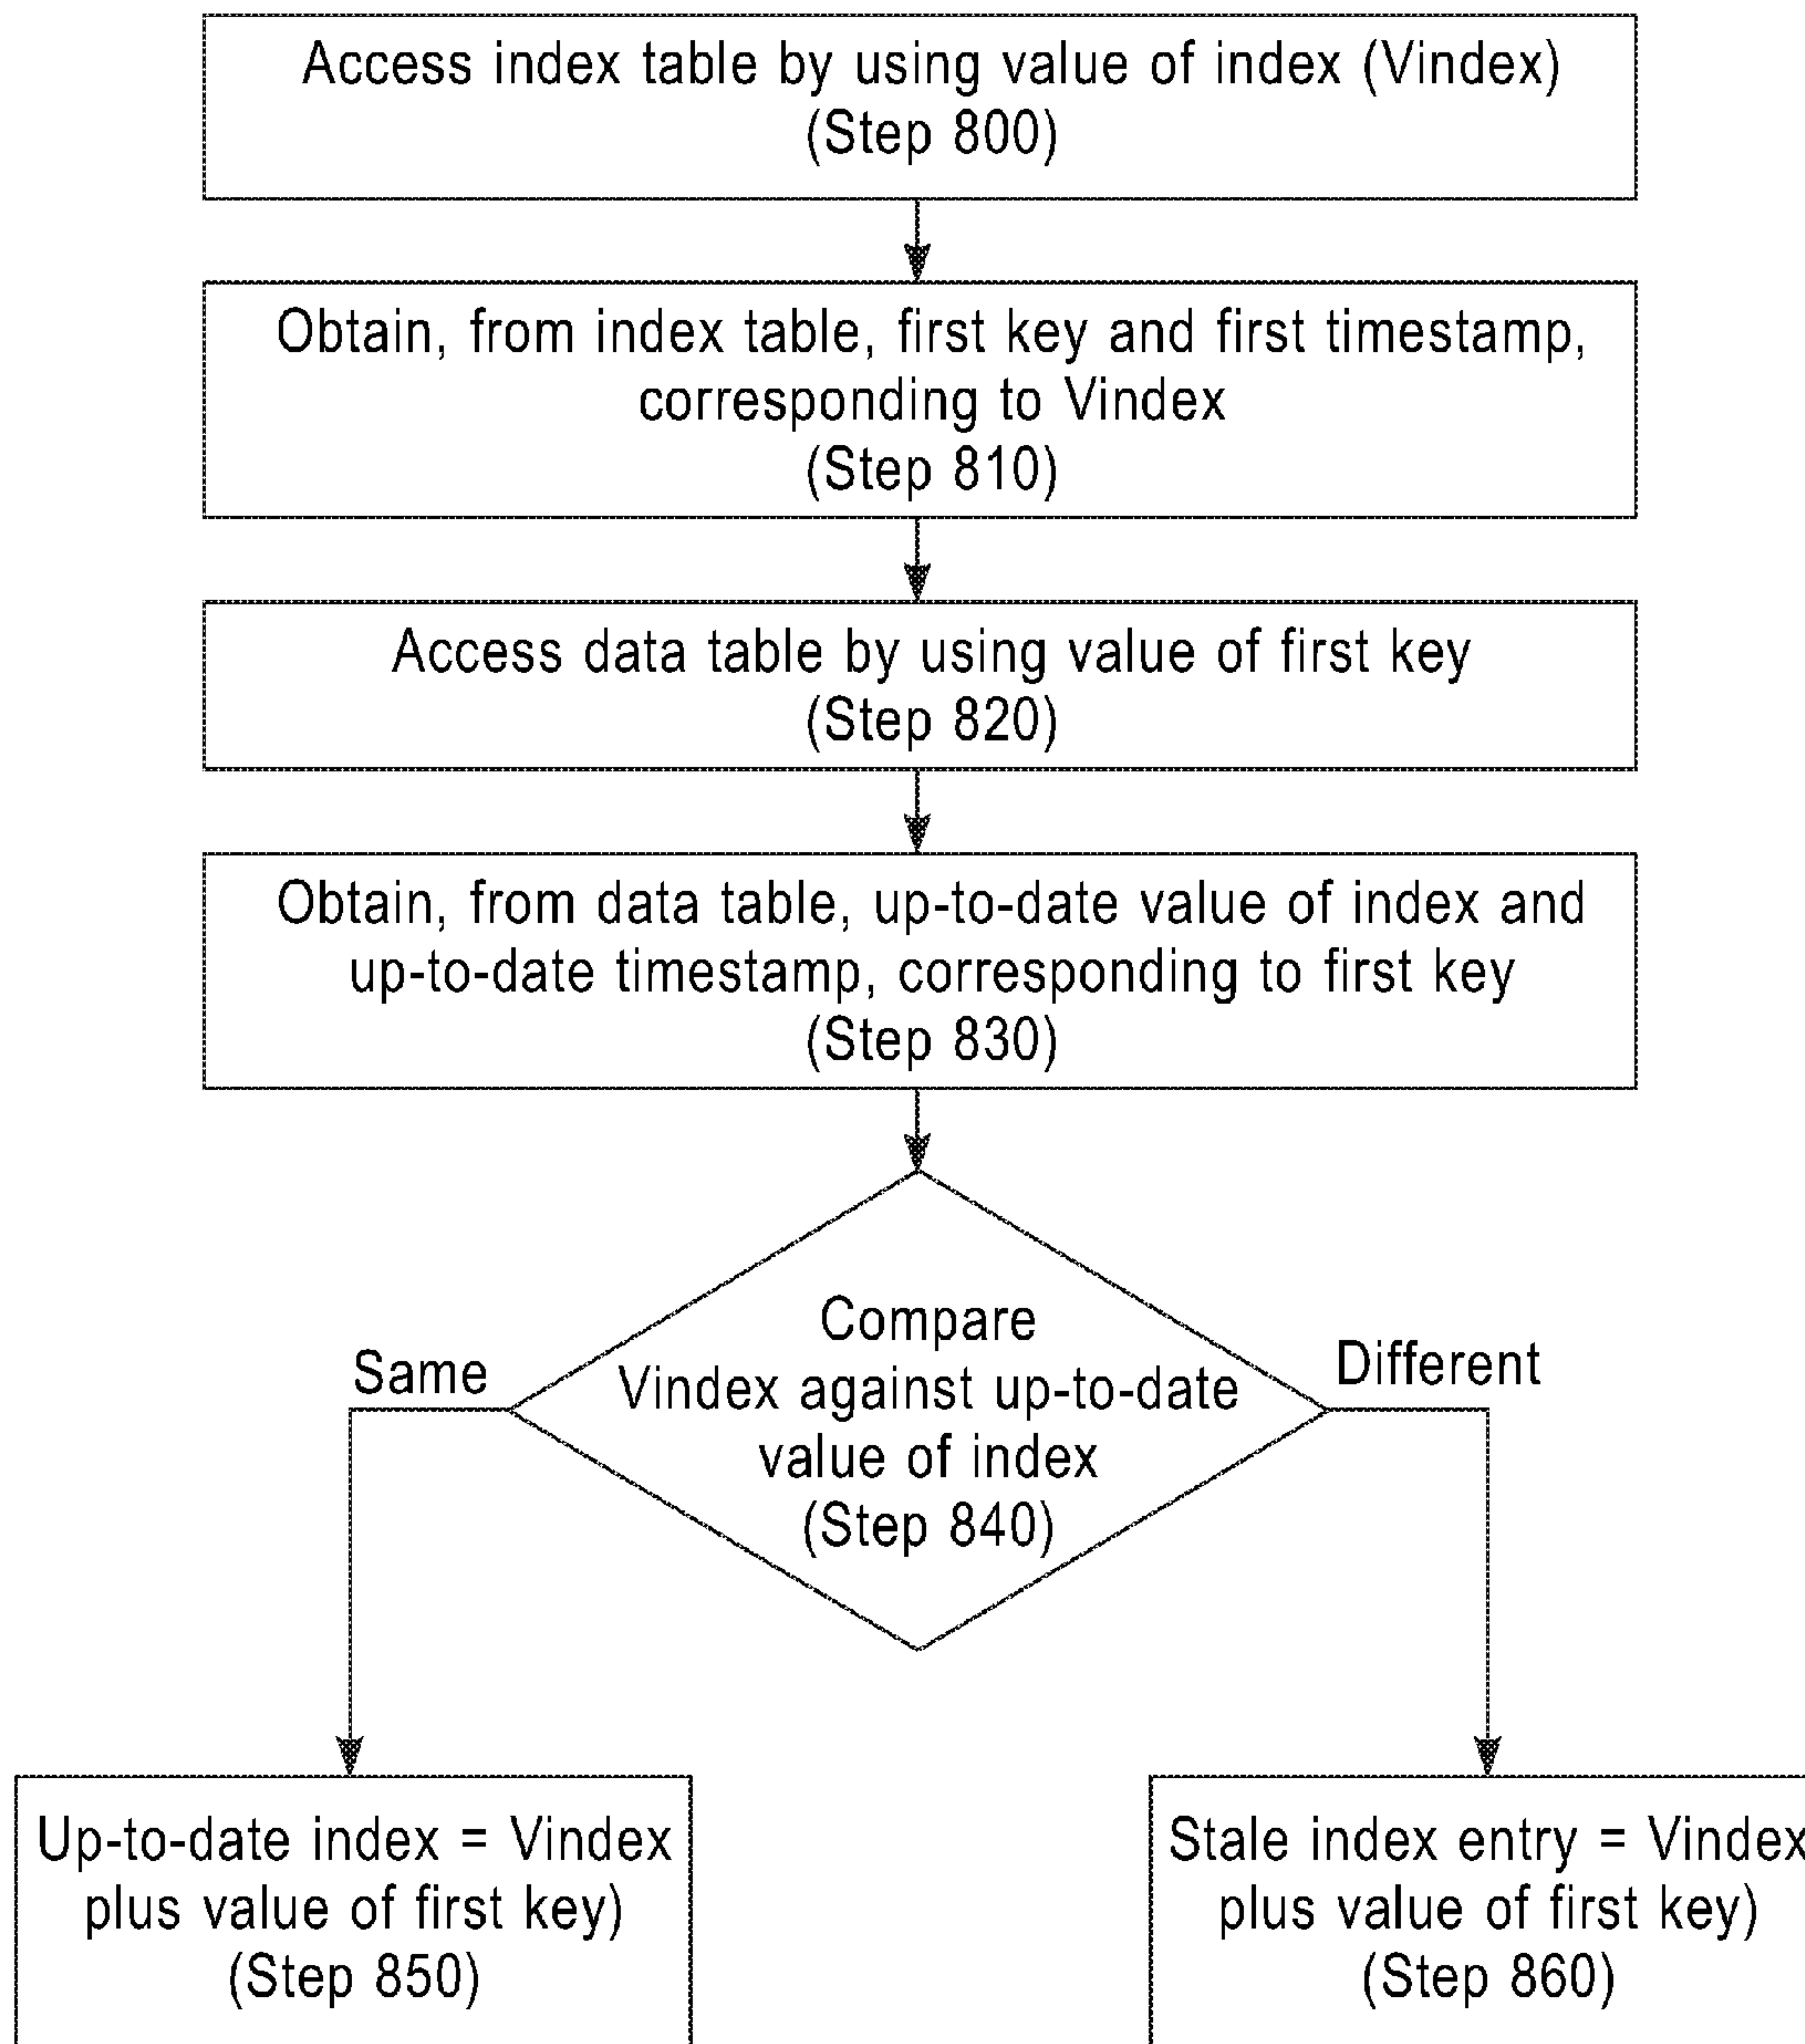 Access index table by using value of index (Vindex)
(Step 800)
Obtain, from index table, first key and first timestamp,
corresponding to Vindex
(Step 810)
Access data table by using value of first key
(Step 820)
Obtain, from data table, up-to-date value of index and
up-to-date timestamp, corresponding to first key
(Step 830)
Compare
Vindex against up-to-date
value of index
(Step 840)
Same
Different
Up-to-date index = Vindex
plus value of first key)
(Step 850)
Stale index entry = Vindex
plus value of first key)
(Step 860)